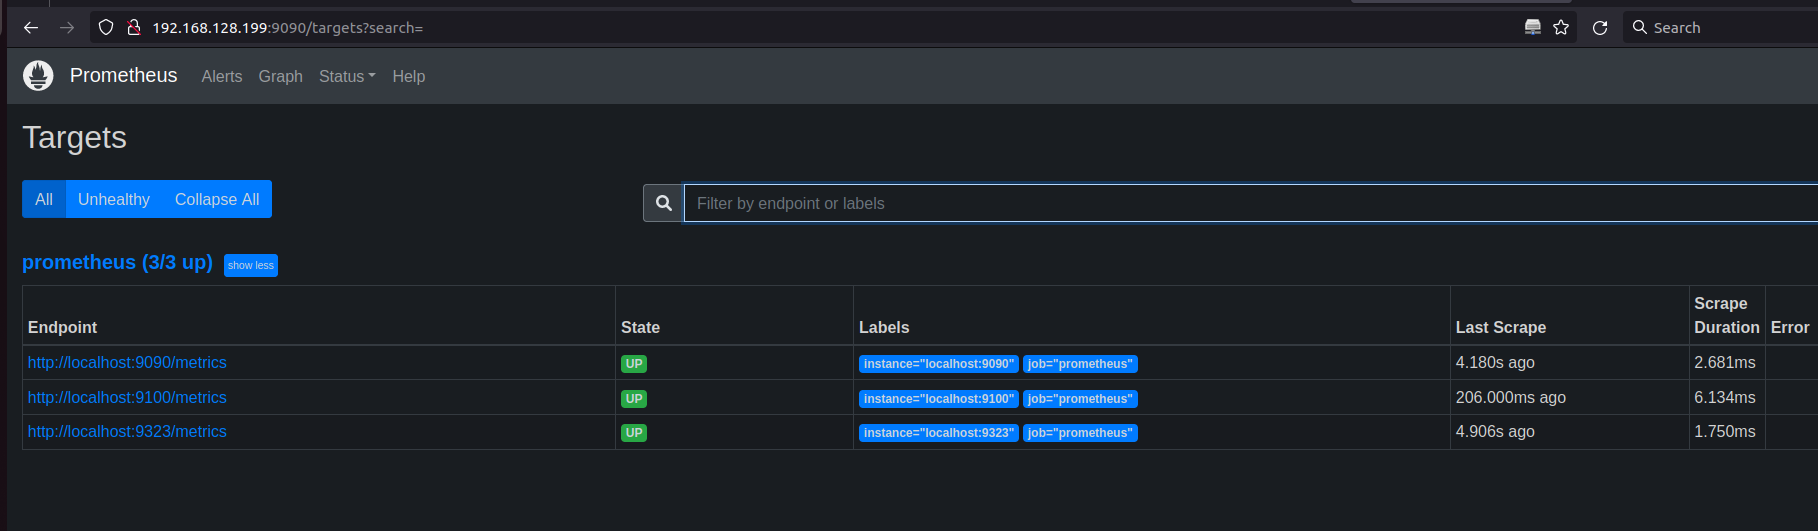 192.168.128.199:9090/targets?search=
Search
Prometheus Alerts Graph Status Help
Targets
All Unhealthy Collapse All
Filter by endpoint or labels
prometheus (3/3 up) show less
Endpoint State Labels Last Scrape Scrape Duration Error
http://localhost:9090/metrics UP instance="localhost:9090" job="prometheus" 4.180s ago 2.681ms
http://localhost:9100/metrics UP instance="localhost:9100" job="prometheus" 206.000ms ago 6.134ms
http://localhost:9323/metrics UP instance="localhost:9323" job="prometheus" 4.906s ago 1.750ms